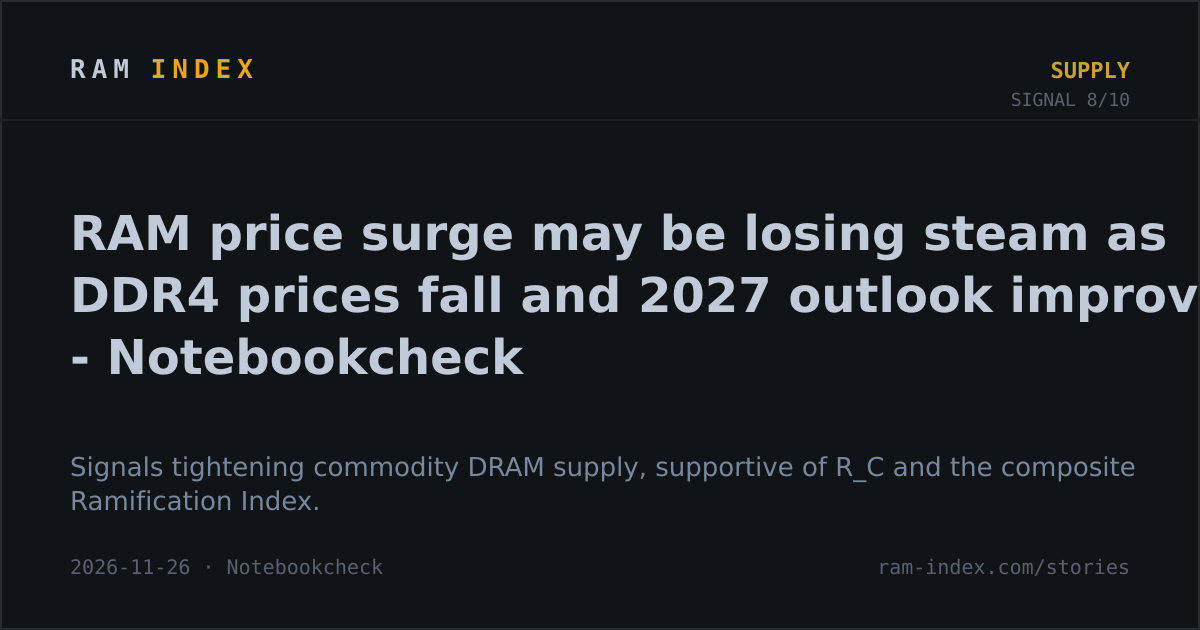 RAM INDEX
SUPPLY
SIGNAL 8/10
RAM price surge may be losing steam as
DDR4 prices fall and 2027 outlook improv
- Notebookcheck
Signals tightening commodity DRAM supply, supportive of R_C and the composite
Ramification Index.
2026-11-26 · Notebookcheck
ram-index.com/stories